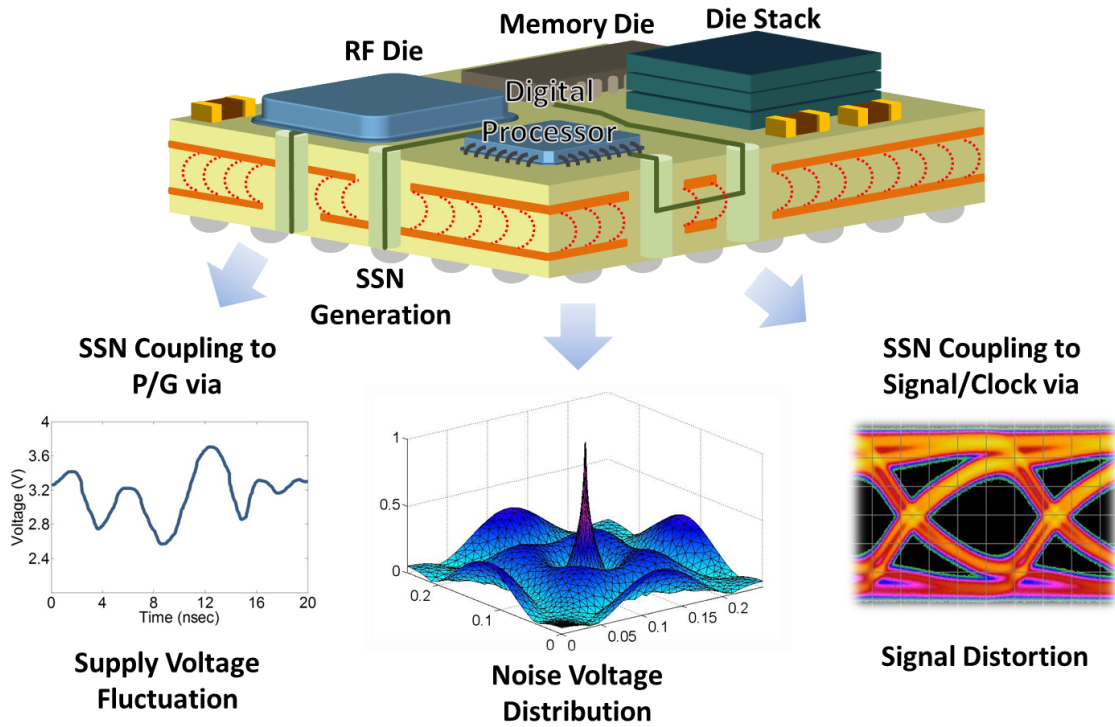 Memory Die
Die Stack
RF Die
Digital
Processor
SSN
Generation
SSN Coupling to
P/G via
SSN Coupling to
Signal/Clock via
4
3.6
3.2
2.8
2.4
Voltage (V)
0
4
8
12
16
20
Time (nsec)
Supply Voltage
Fluctuation
1
0.5
0
0.2
0.1
0
0
0.05
0.1
0.15
0.2
Noise Voltage
Distribution
Signal Distortion